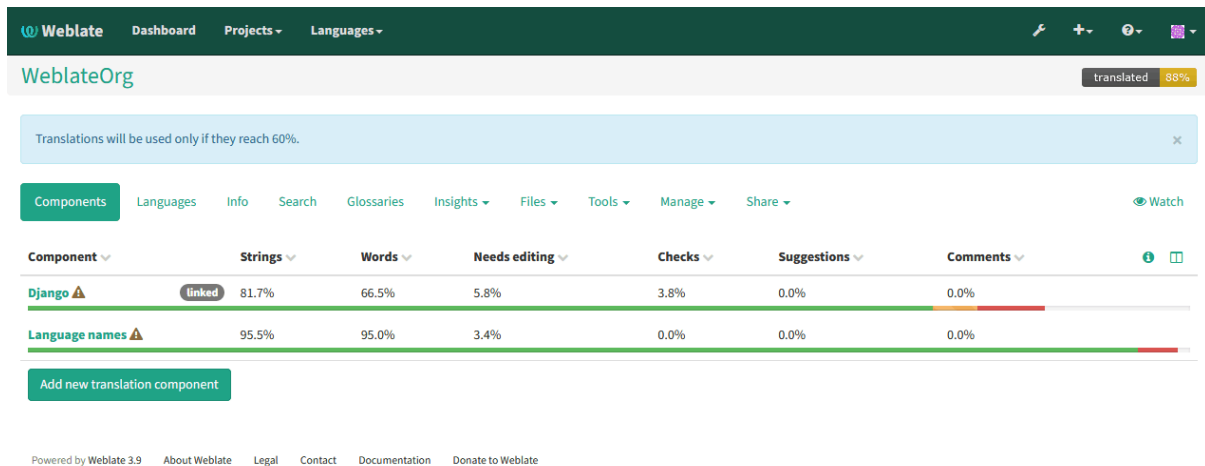 Weblate Dashboard Projects Languages
WeblateOrg translated 88%
Translations will be used only if they reach 60%. ×
Components Languages Info Search Glossaries Insights Files Tools Manage Share Watch
Component Strings Words Needs editing Checks Suggestions Comments
Django linked 81.7% 66.5% 5.8% 3.8% 0.0% 0.0%
Language names 95.5% 95.0% 3.4% 0.0% 0.0% 0.0%
Add new translation component
Powered by Weblate 3.9 About Weblate Legal Contact Documentation Donate to Weblate